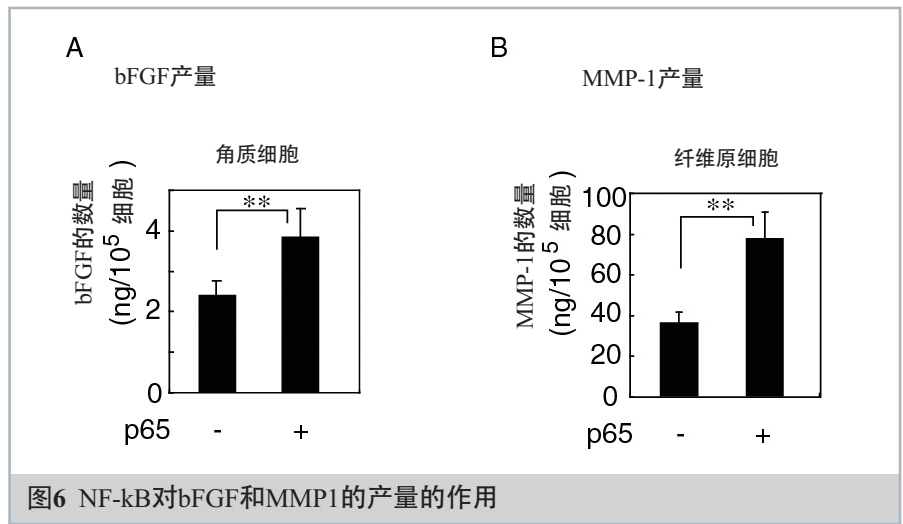 A
bFGF产量
角质细胞
bFGF的数量
(ng/10⁵ 细胞 )
**
4
2
0
p65 - +
B
MMP-1产量
纤维原细胞
MMP-1的数量
(ng/10 ⁵ 细胞 )
**
100
80
60
40
20
0
p65 - +
图6 NF-kB对bFGF和MMP1的产量的作用